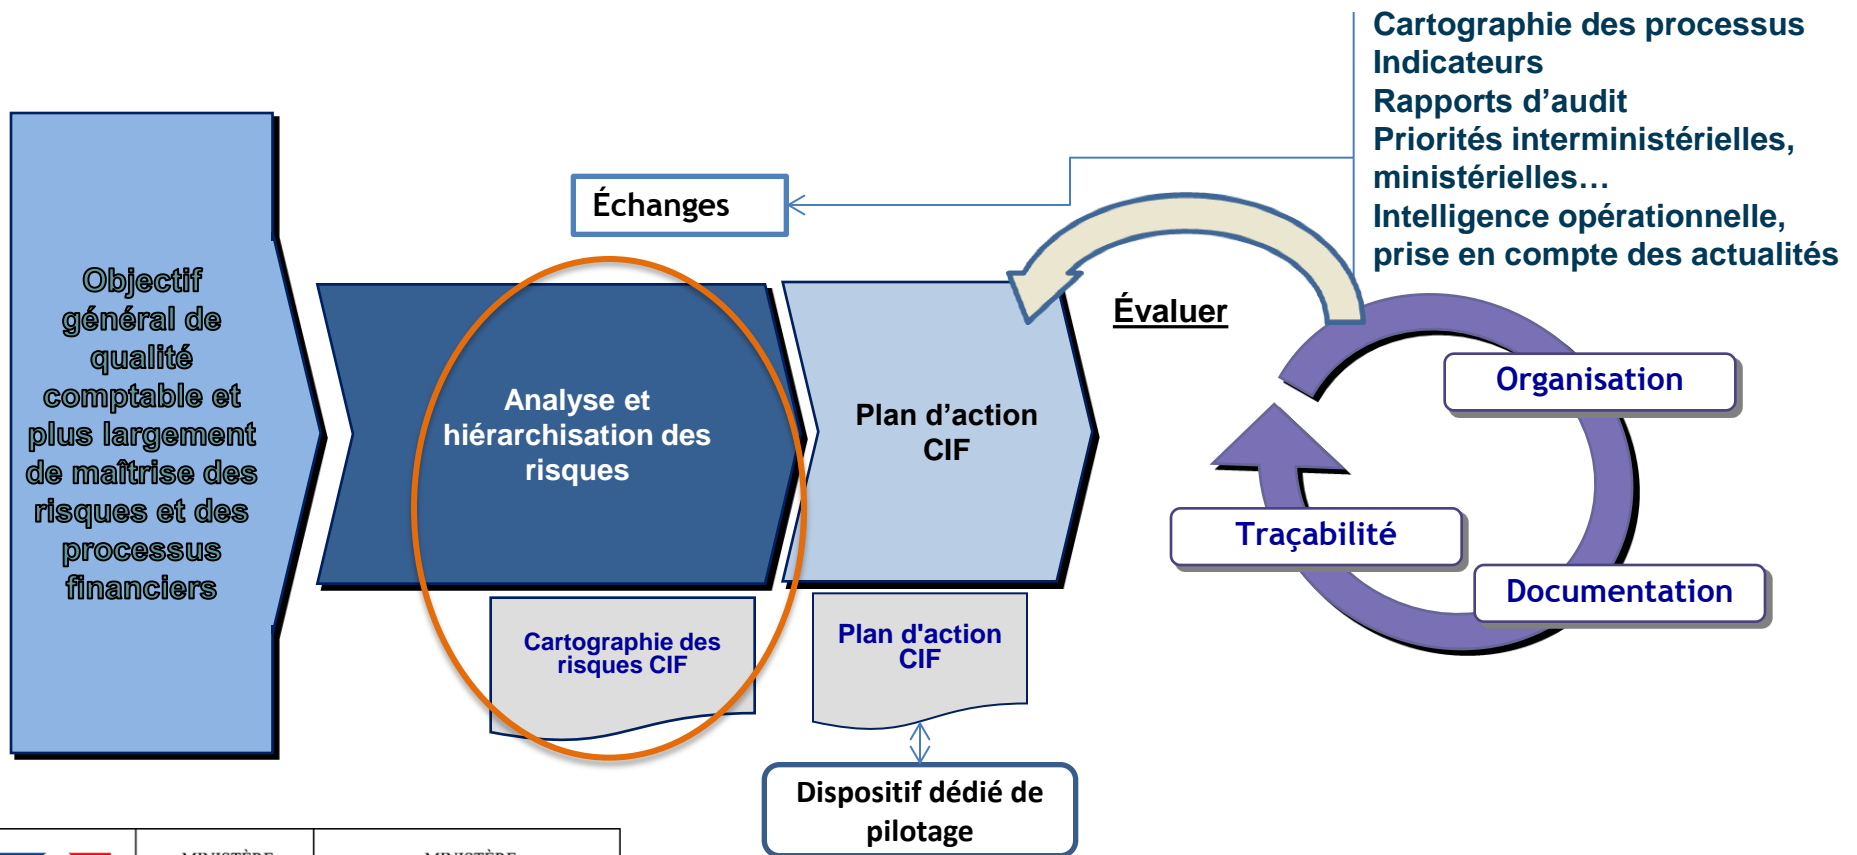 Cartographie des processus
Indicateurs
Rapports d’audit
Priorités interministérielles,
ministérielles…
Intelligence opérationnelle,
prise en compte des actualités
Échanges
Objectif
général de
qualité
comptable et
plus largement
de maîtrise des
risques et des
processus
financiers
Analyse et
hiérarchisation des
risques
Plan d’action
CIF
Évaluer
Organisation
Traçabilité
Documentation
Cartographie des
risques CIF
Plan d'action
CIF
Dispositif dédié de
pilotage
MINISTÈRE
MINISTÈRE